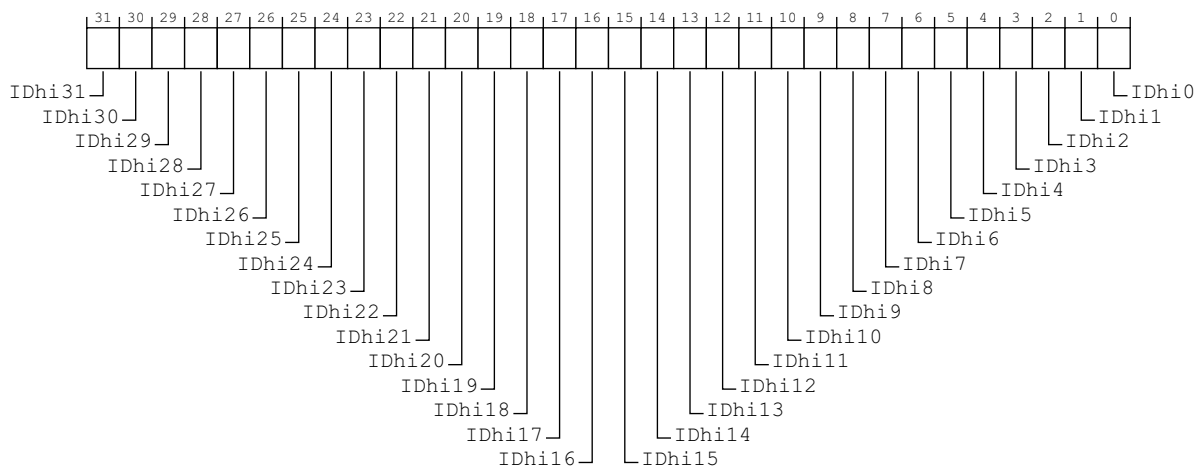 31 30 29 28 27 26 25 24 23 22 21 20 19 18 17 16 15 14 13 12 11 10 9 8 7 6 5 4 3 2 1 0
IDhi31 IDhi0
IDhi30 IDhi1
IDhi29 IDhi2
IDhi28 IDhi3
IDhi27 IDhi4
IDhi26 IDhi5
IDhi25 IDhi6
IDhi24 IDhi7
IDhi23 IDhi8
IDhi22 IDhi9
IDhi21 IDhi10
IDhi20 IDhi11
IDhi19 IDhi12
IDhi18 IDhi13
IDhi17 IDhi14
IDhi16 IDhi15